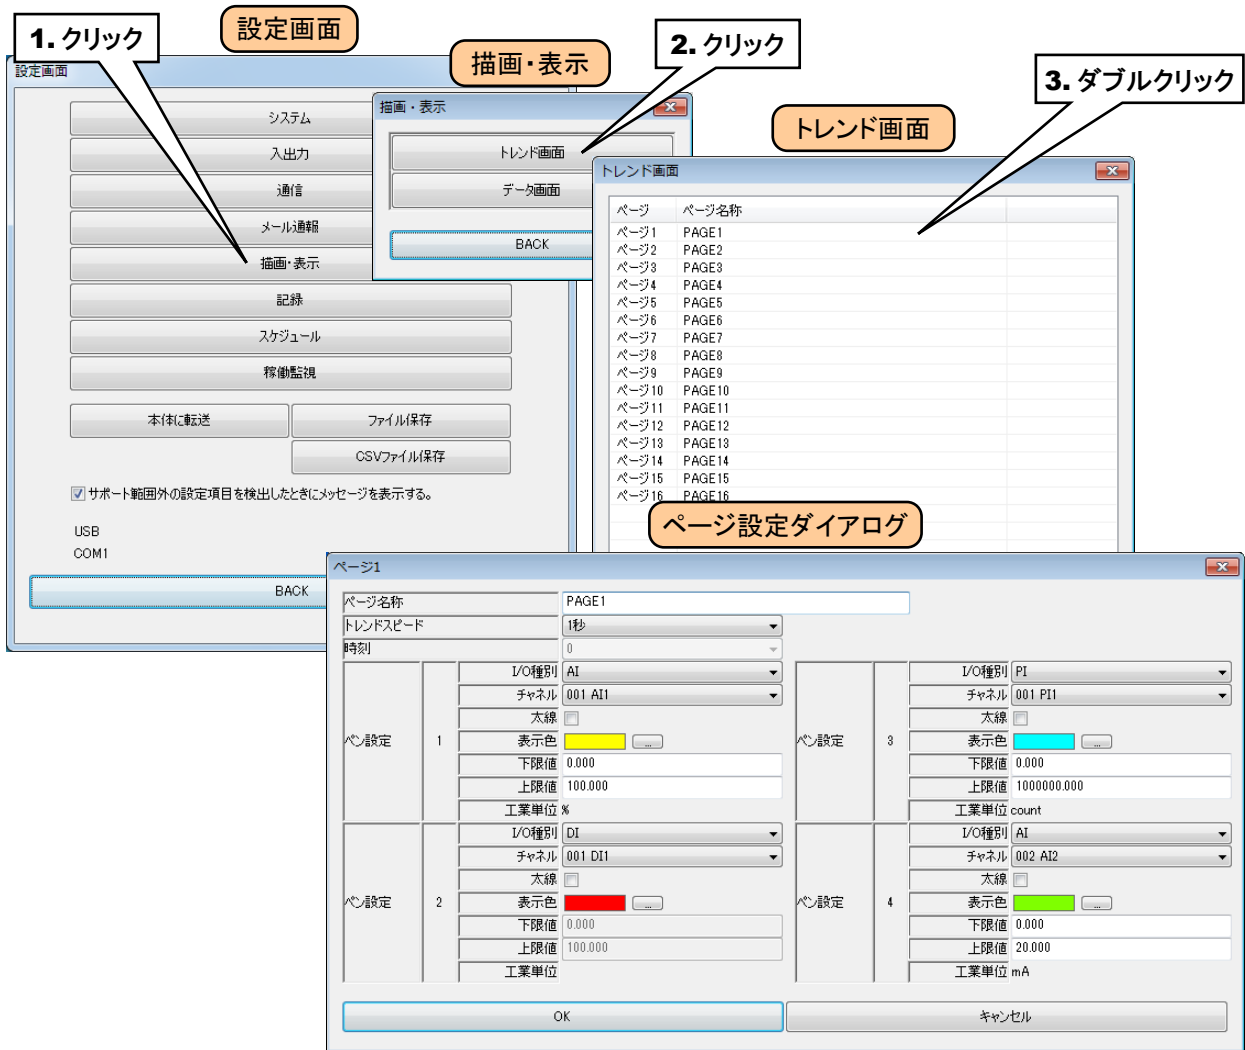 1. クリック
設定画面
描画・表示
2. クリック
3. ダブルクリック
トレンド画面
設定画面
システム
入出力
通信
メール通報
描画・表示
記録
スケジュール
稼働監視
本体に転送
ファイル保存
CSVファイル保存
サポート範囲外の設定項目を検出したときにメッセージを表示する。
USB
COM1
BACK
描画・表示
トレンド画面
データ画面
BACK
トレンド画面
ページ ページ名称
ページ1 PAGE1
ページ2 PAGE2
ページ3 PAGE3
ページ4 PAGE4
ページ5 PAGE5
ページ6 PAGE6
ページ7 PAGE7
ページ8 PAGE8
ページ9 PAGE9
ページ10 PAGE10
ページ11 PAGE11
ページ12 PAGE12
ページ13 PAGE13
ページ14 PAGE14
ページ15 PAGE15
ページ16 PAGE16
ページ設定ダイアログ
ページ1
ページ名称 PAGE1
トレンドスピード 1秒
時刻 0
ペン設定 1
I/O種別 AI
チャネル 001 AI1
太線
表示色 ...
下限値 0.000
上限値 100.000
工業単位 %
ペン設定 2
I/O種別 DI
チャネル 001 DI1
太線
表示色 ...
下限値 0.000
上限値 100.000
工業単位
ペン設定 3
I/O種別 PI
チャネル 001 PI1
太線
表示色 ...
下限値 0.000
上限値 1000000.000
工業単位 count
ペン設定 4
I/O種別 AI
チャネル 002 AI2
太線
表示色 ...
下限値 0.000
上限値 20.000
工業単位 mA
OK
キャンセル